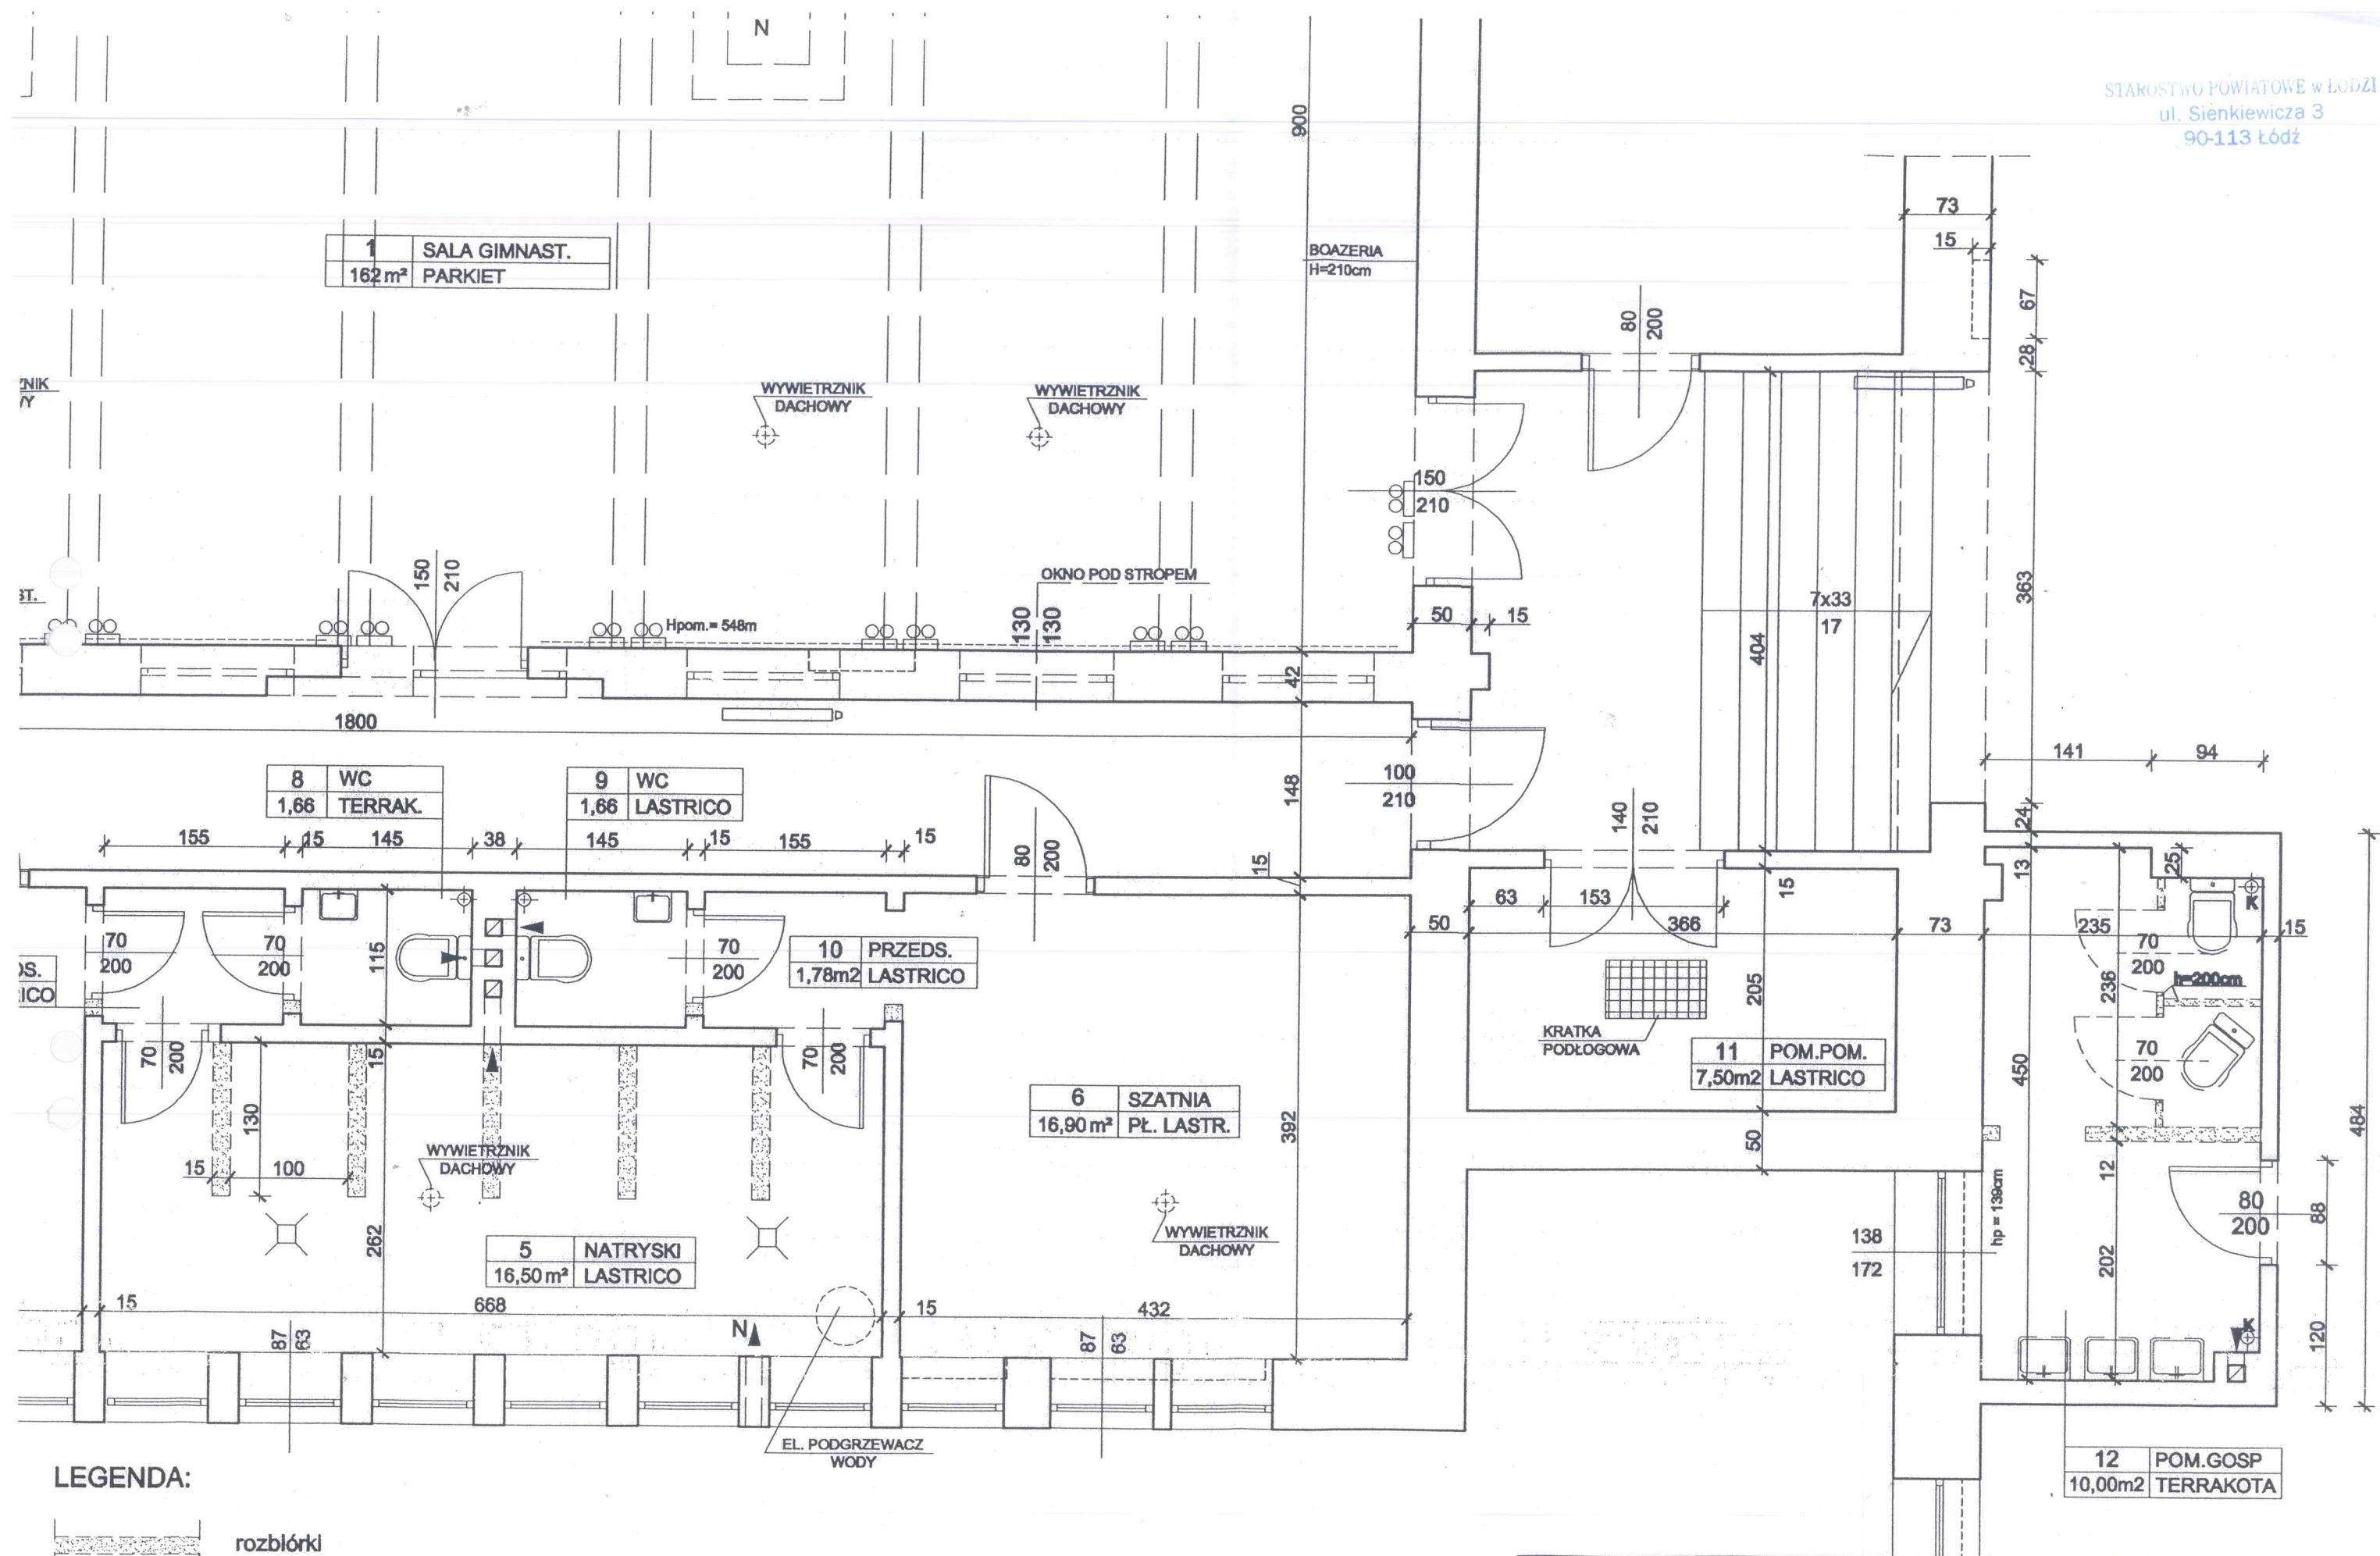 N
STAROSTWO POWIATOWE w ŁODZI
ul. Sienkiewicza 3
90-113 Łódź
900
73
15
1 SALA GIMNAST.
162 m² PARKIET
BOAZERIA
H=210cm
67
28
80
200
WYWIETRZNIK
DACHOWY
WYWIETRZNIK
DACHOWY
150
210
150
210
OKNO POD STROPEM
130
130
Hpom.= 548m
50
15
7x33
17
404
363
42
1800
141
94
8 WC
1,66 TERRAK.
9 WC
1,66 LASTRICO
148
100
210
140
210
24
155
15
145
38
145
15
155
15
80
200
15
13
25
63
153
15
50
366
73
235
15
70
200
70
200
115
70
200
10 PRZEDS.
1,78m2 LASTRICO
K
70
200
h=200cm
238
205
KRATKA
PODŁOGOWA
11 POM.POM.
7,50m2 LASTRICO
70
200
15
70
200
70
200
450
130
6 SZATNIA
16,90 m² PŁ. LASTR.
392
50
484
WYWIETRZNIK
DACHOWY
15
100
12
hp = 139cm
80
200
88
262
5 NATRYSKI
16,50 m² LASTRICO
WYWIETRZNIK
DACHOWY
138
172
202
15
668
15
432
87
63
N
87
63
K
120
EL. PODGRZEWACZ
WODY
12 POM.GOSP
10,00m2 TERRAKOTA
LEGENDA:
rozbiórki